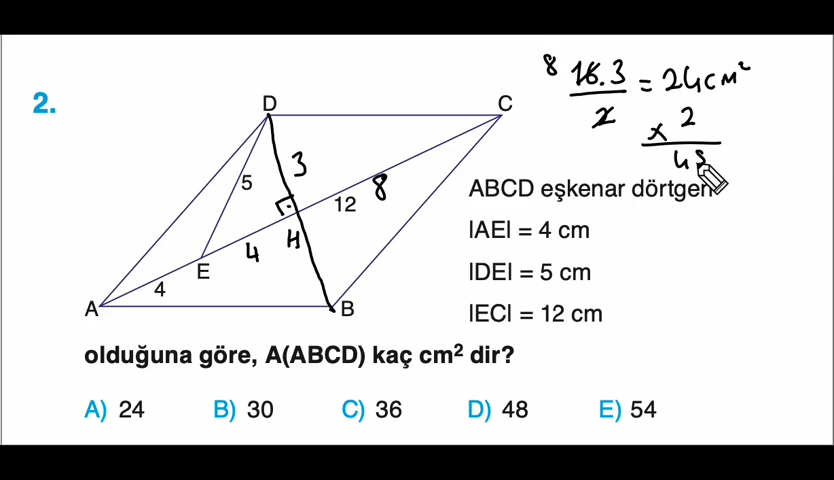 8 16.3 = 24cm²
2
x 2
48
2.
D
C
3
5
8
12
4
H
E
4
A
B
ABCD eşkenar dörtgen
|AE| = 4 cm
|DE| = 5 cm
|EC| = 12 cm
olduğuna göre, A(ABCD) kaç cm² dir?
A) 24 B) 30 C) 36 D) 48 E) 54